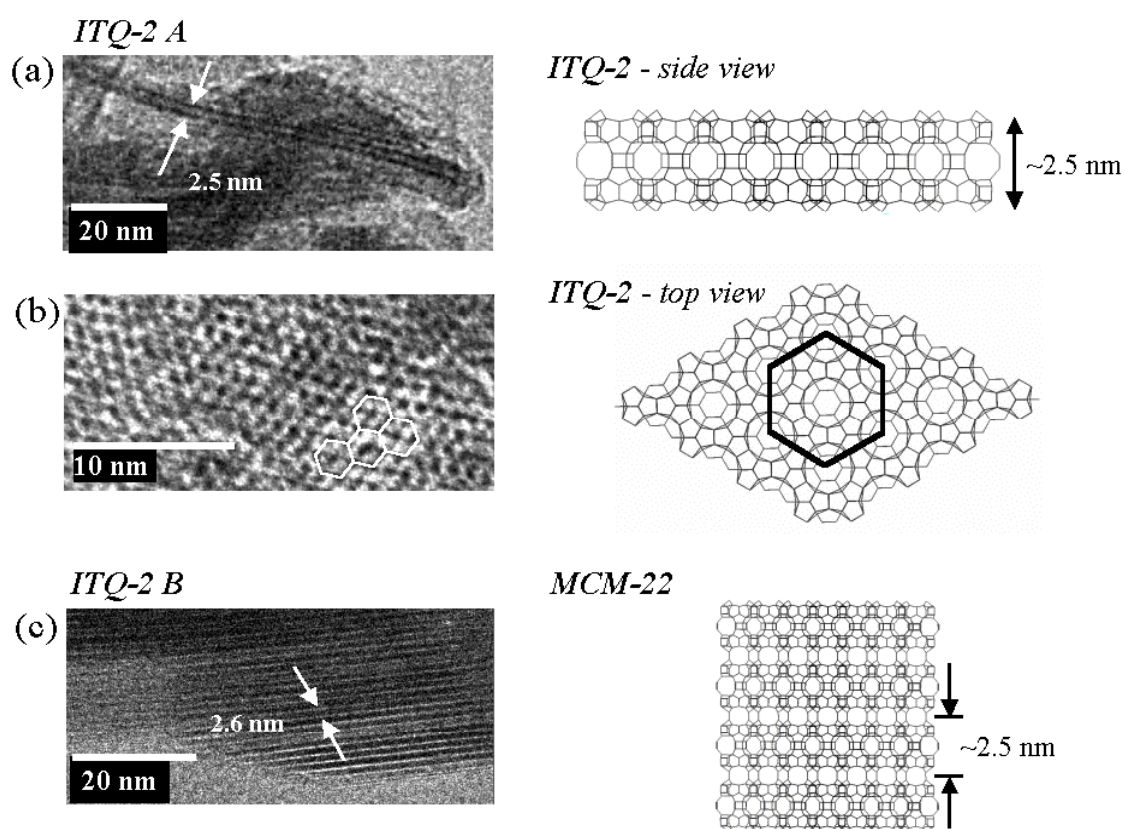 ITQ-2 A
(a)
2.5 nm
20 nm
ITQ-2 - side view
~2.5 nm
(b)
10 nm
ITQ-2 - top view
ITQ-2 B
(c)
2.6 nm
20 nm
MCM-22
~2.5 nm